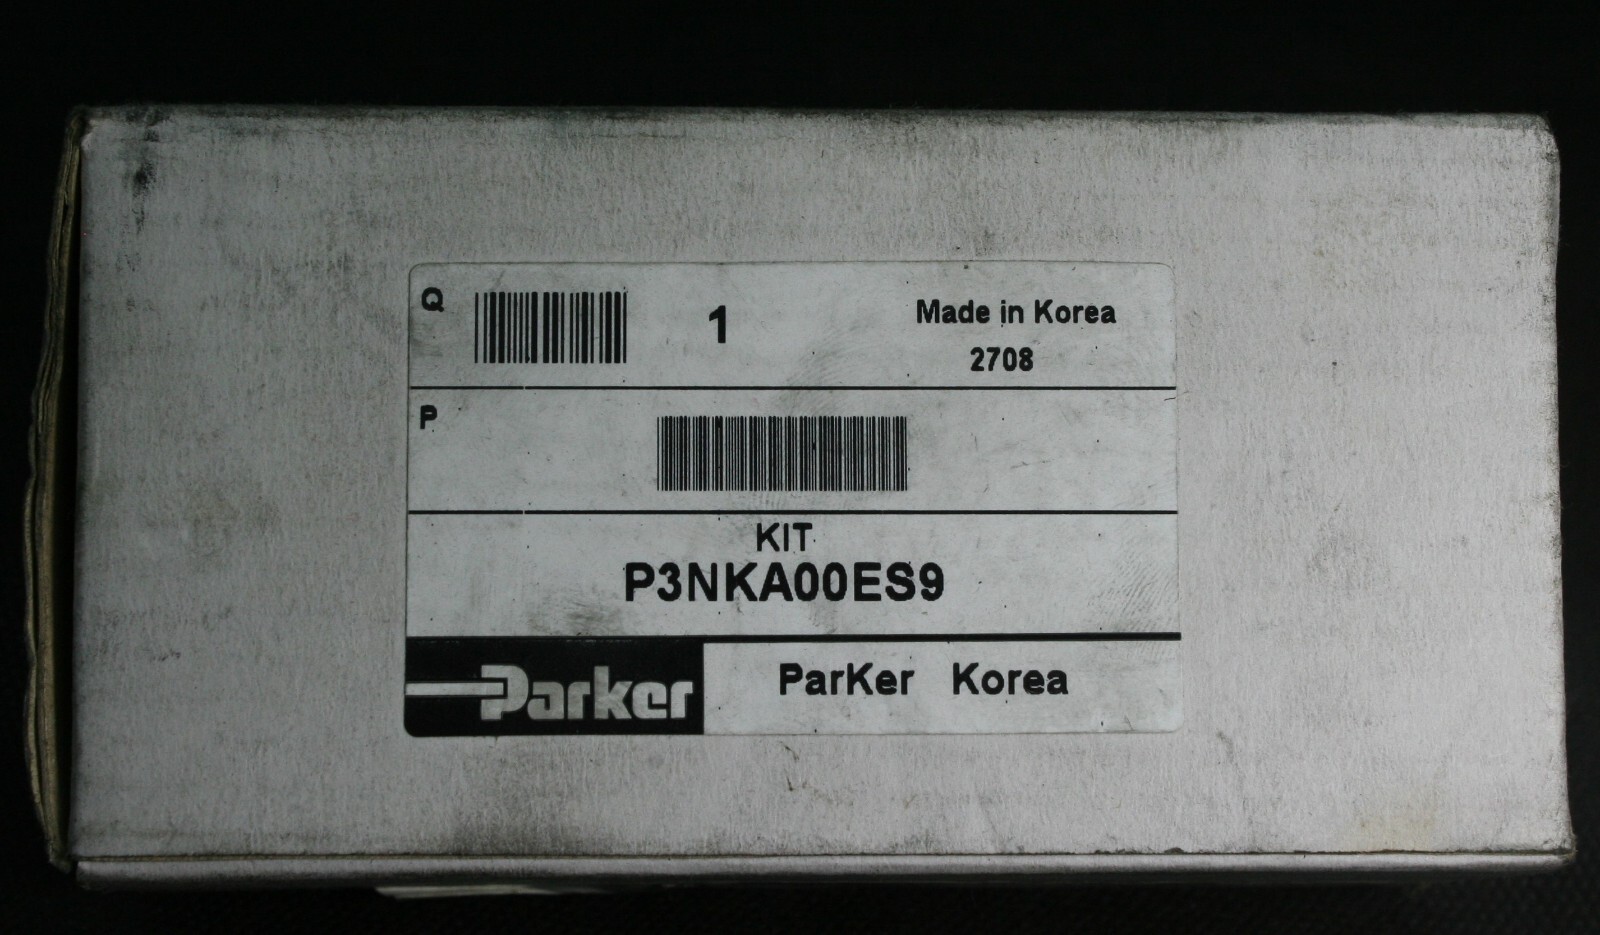 Q
1
Made in Korea
2708
P
KIT
P3NKA00ES9
Parker
ParKer Korea